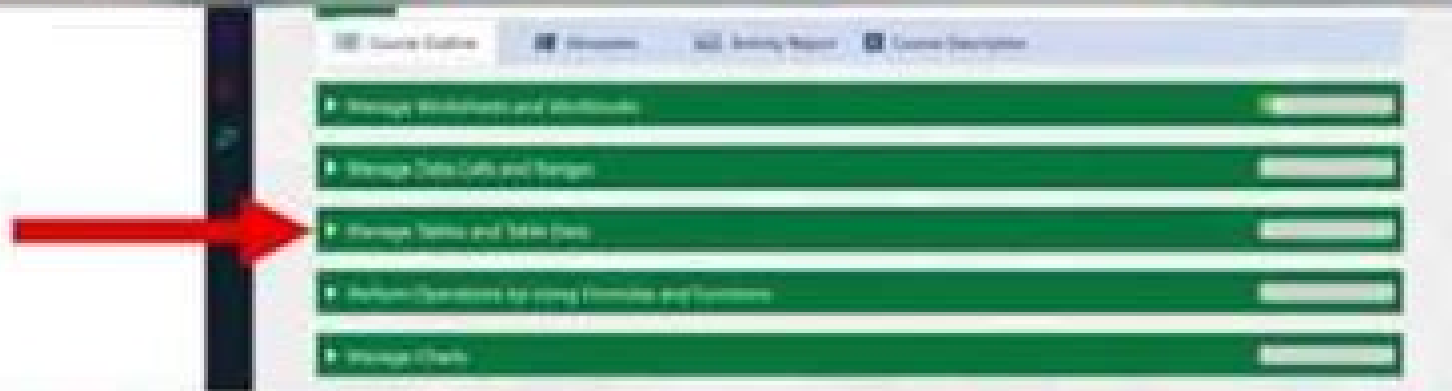 Course Outline
Activity Report
Course Description
Manage Worksheets and Workbooks
Manage Data Cells and Ranges
Manage Tables and Table Data
Perform Operations by Using Formulas and Functions
Manage Charts